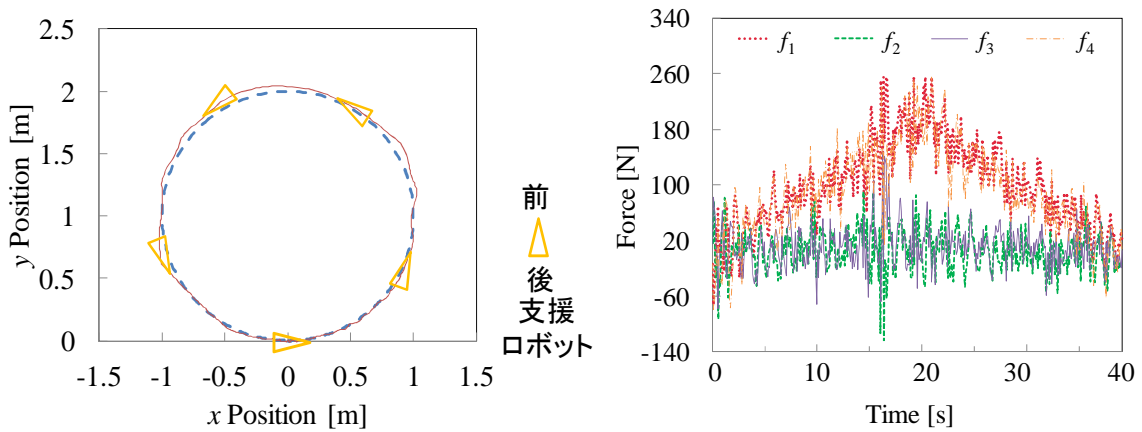 2.5
2
1.5
1
0.5
0
-1.5 -1 -0.5 0 0.5 1 1.5
y Position [m]
x Position [m]
前
後
支援
ロボット
340
260
180
100
20
-60
-140
f1 f2 f3 f4
Force [N]
0 10 20 30 40
Time [s]